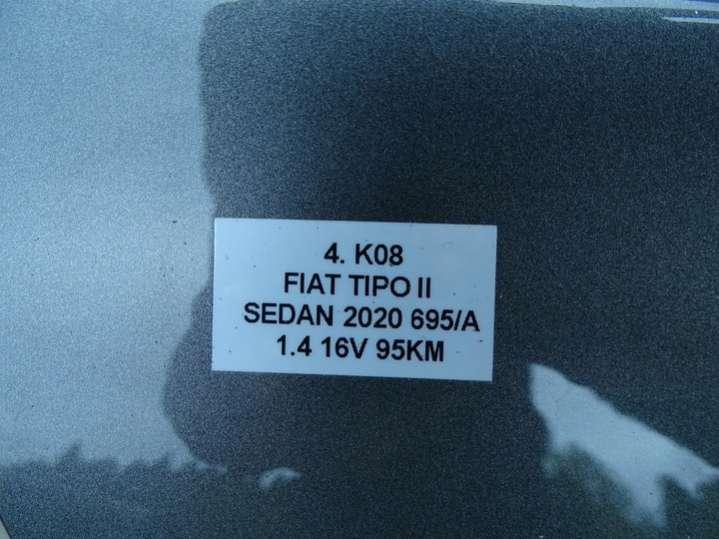 4. K08
FIAT TIPO II
SEDAN 2020 695/A
1.4 16V 95KM